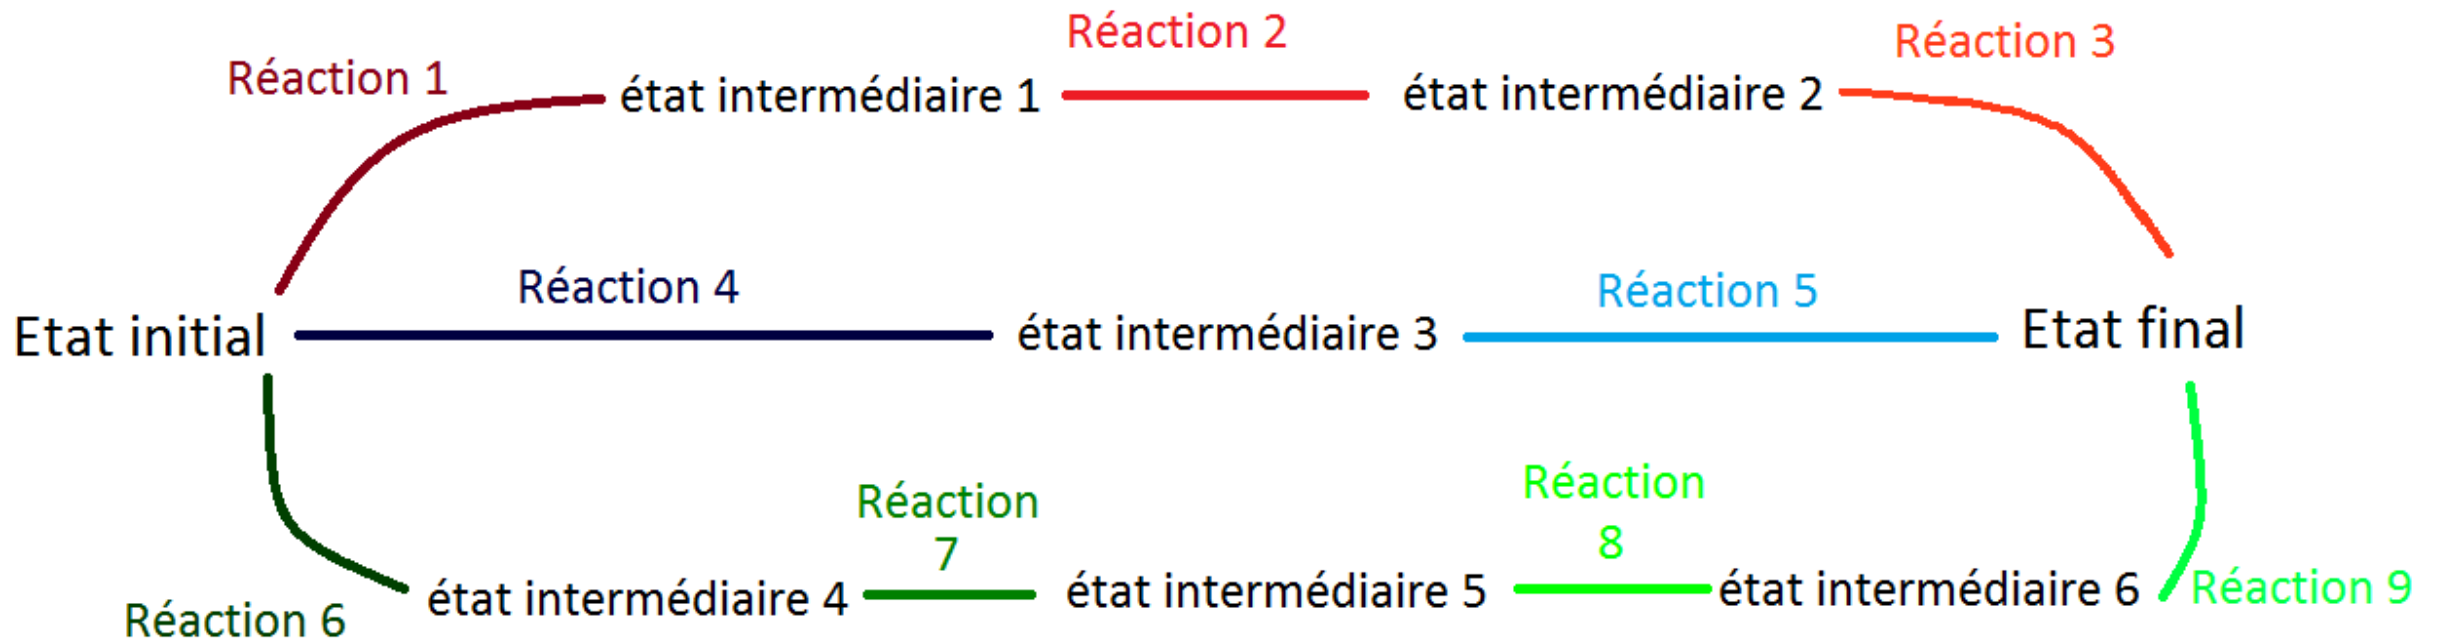 Réaction 1
Réaction 2
Réaction 3
état intermédiaire 1
état intermédiaire 2
Réaction 4
Réaction 5
Etat initial
état intermédiaire 3
Etat final
Réaction
7
Réaction
8
Réaction 6
état intermédiaire 4
état intermédiaire 5
état intermédiaire 6
Réaction 9